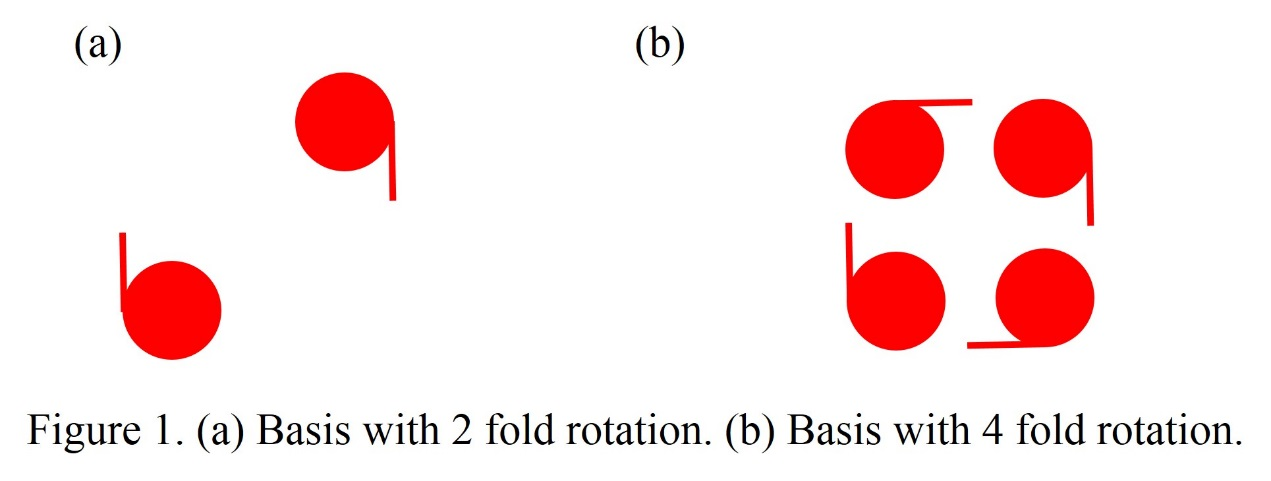 (a)
(b)
Figure 1. (a) Basis with 2 fold rotation. (b) Basis with 4 fold rotation.